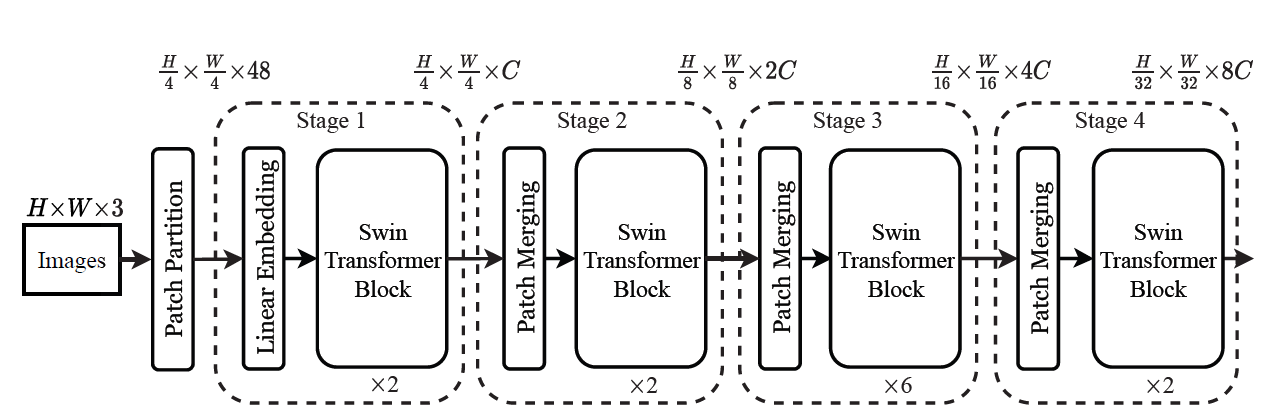 H/4 × W/4 × 48
H/4 × W/4 × C
H/8 × W/8 × 2C
H/16 × W/16 × 4C
H/32 × W/32 × 8C
H×W×3
Images
Patch Partition
Stage 1
Linear Embedding
Swin
Transformer
Block
×2
Stage 2
Patch Merging
Swin
Transformer
Block
×2
Stage 3
Patch Merging
Swin
Transformer
Block
×6
Stage 4
Patch Merging
Swin
Transformer
Block
×2